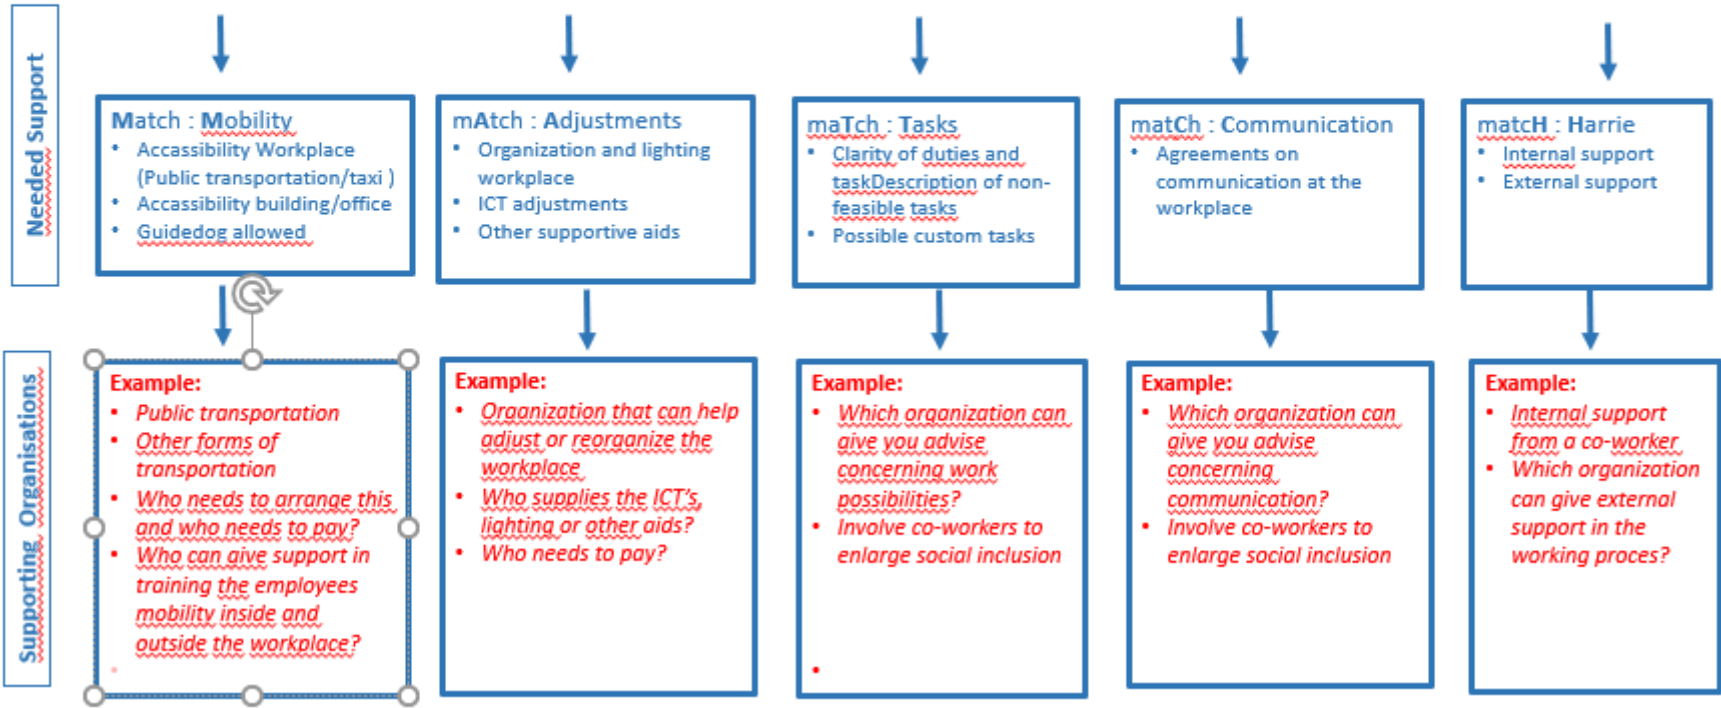 Needed Support
Match : Mobility
• Accassibility Workplace
(Public transportation/taxi )
• Accassibility building/office
• Guidedog allowed
mAtch : Adjustments
• Organization and lighting
workplace
• ICT adjustments
• Other supportive aids
maTch : Tasks
• Clarity of duties and
taskDescription of non-
feasible tasks
• Possible custom tasks
matCh : Communication
• Agreements on
communication at the
workplace
matcH : Harrie
• Internal support
• External support
Supporting Organisations
Example:
• Public transportation
• Other forms of
transportation
• Who needs to arrange this
and who needs to pay?
• Who can give support in
training the employees
mobility inside and
outside the workplace?
•
Example:
• Organization that can help
adjust or reorganize the
workplace
• Who supplies the ICT's,
lighting or other aids?
• Who needs to pay?
Example:
• Which organization can
give you advise
concerning work
possibilities?
• Involve co-workers to
enlarge social inclusion
•
Example:
• Which organization can
give you advise
concerning
communication?
• Involve co-workers to
enlarge social inclusion
Example:
• Internal support
from a co-worker
• Which organization
can give external
support in the
working proces?